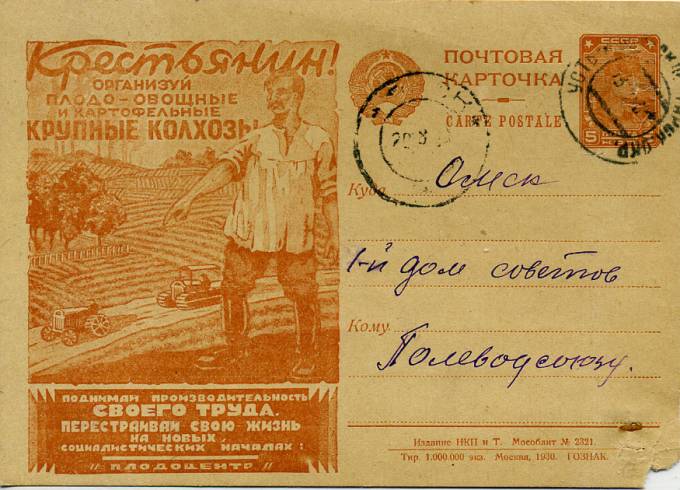 Крестьянин!
ОРГАНИЗУЙ
ПЛОДО-ОВОЩНЫЕ
И КАРТОФЕЛЬНЫЕ
КРУПНЫЕ КОЛХОЗЫ
ПОДНИМАЙ ПРОИЗВОДИТЕЛЬНОСТЬ
СВОЕГО ТРУДА.
ПЕРЕСТРАИВАЙ СВОЮ ЖИЗНЬ
НА НОВЫХ
СОЦИАЛИСТИЧЕСКИХ НАЧАЛАХ!
"ПЛОДОЦЕНТР"
ПОЧТОВАЯ
КАРТОЧКА
CARTE POSTALE
СССР
5
Куда Омск
1-й дом советов
Кому
Полеводсоюзу.
Издание НКП и Т. Мособлит № 2321.
Тир. 1.000.000 экз. Москва, 1930. ГОЗНАК.